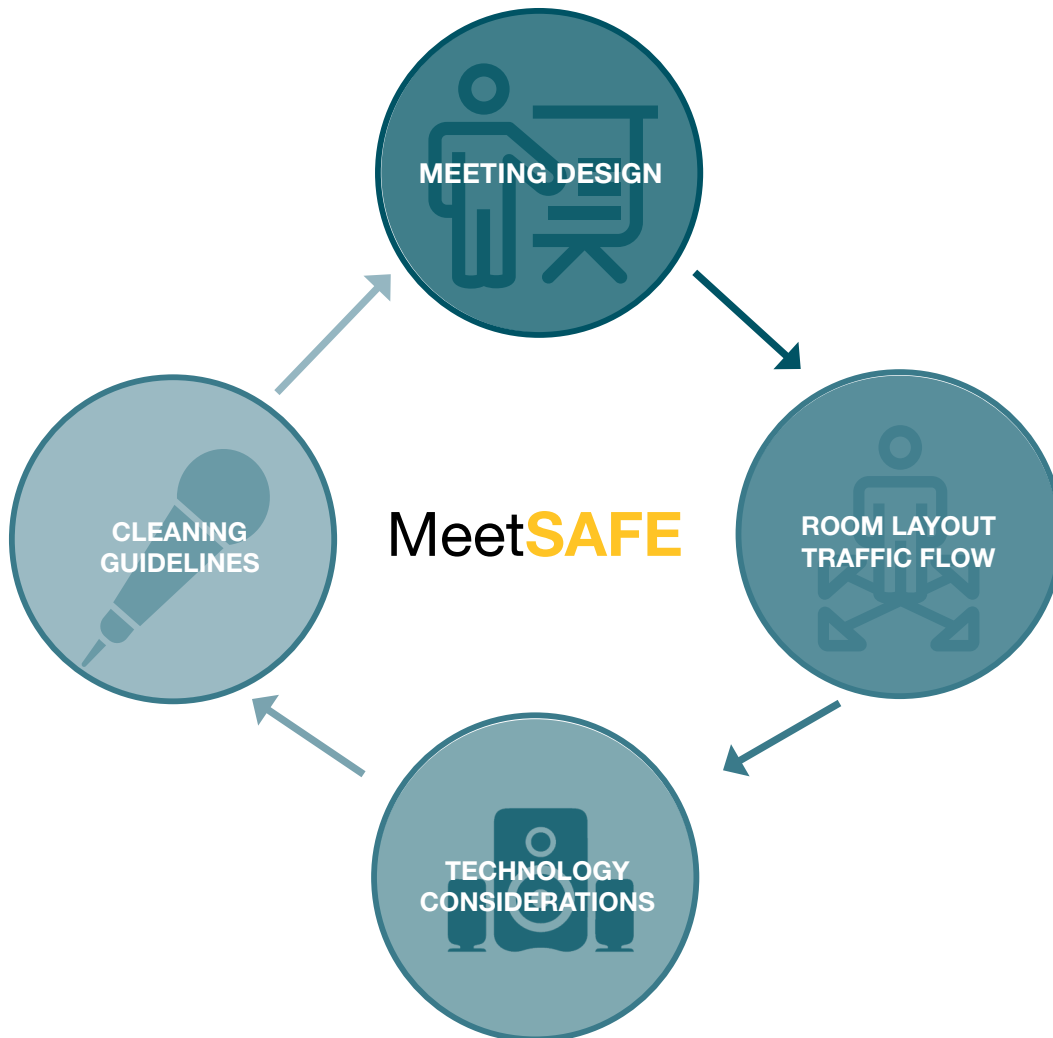 MEETING DESIGN
CLEANING
GUIDELINES
MeetSAFE
ROOM LAYOUT
TRAFFIC FLOW
TECHNOLOGY
CONSIDERATIONS